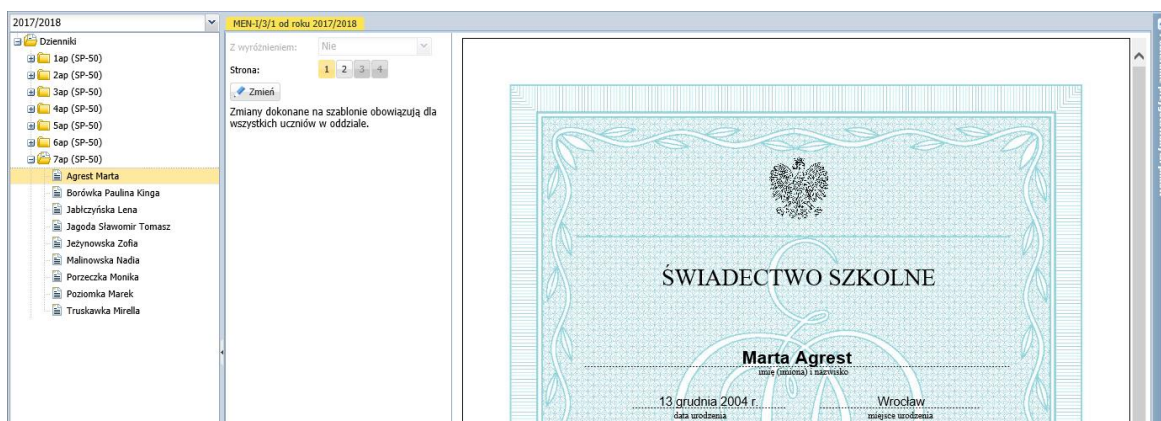 2017/2018
Dzienniki
1ap (SP-50)
2ap (SP-50)
3ap (SP-50)
4ap (SP-50)
5ap (SP-50)
6ap (SP-50)
7ap (SP-50)
Agrest Marta
Borówka Paulina Kinga
Jabłczyńska Lena
Jagoda Sławomir Tomasz
Jeżynowska Zofia
Malinowska Nadia
Porzeczka Monika
Poziomka Marek
Truskawka Mirella
MEN-I/3/1 od roku 2017/2018
Z wyróżnieniem: Nie
Strona: 1 2 3 4
Zmień
Zmiany dokonane na szablonie obowiązują dla
wszystkich uczniów w oddziale.
ŚWIADECTWO SZKOLNE
Marta Agrest
imię (imiona) i nazwisko
13 grudnia 2004 r. Wrocław
data urodzenia miejsce urodzenia